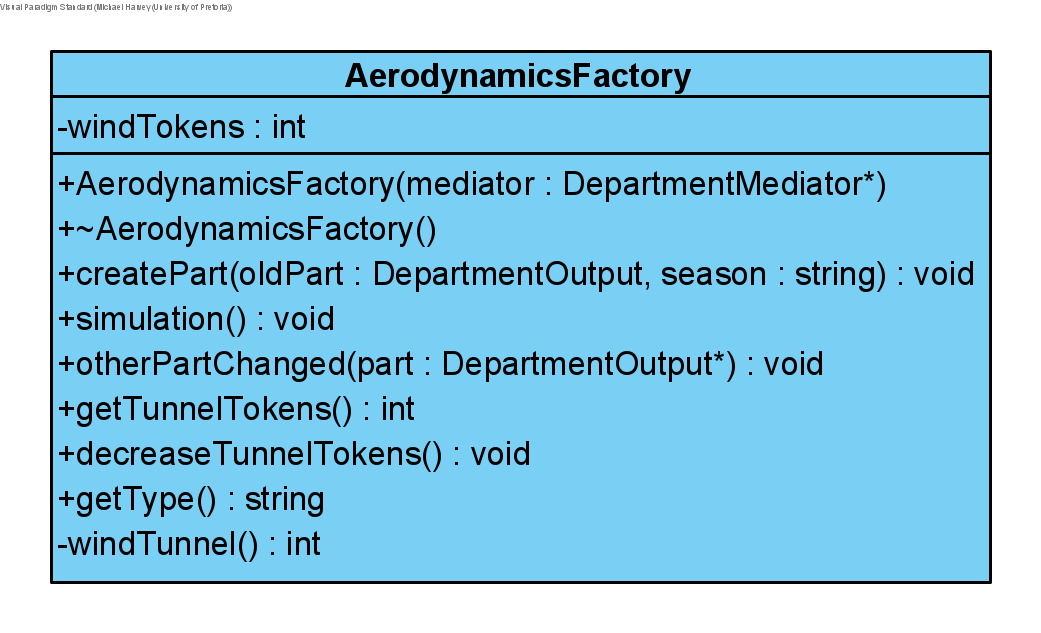 Visual Paradigm Standard (Michael Harvey (University of Pretoria))
AerodynamicsFactory
-windTokens : int
+AerodynamicsFactory(mediator : DepartmentMediator*)
+~AerodynamicsFactory()
+createPart(oldPart : DepartmentOutput, season : string) : void
+simulation() : void
+otherPartChanged(part : DepartmentOutput*) : void
+getTunnelTokens() : int
+decreaseTunnelTokens() : void
+getType() : string
-windTunnel() : int